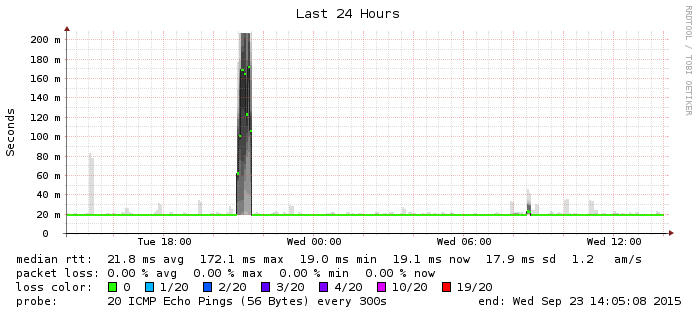 Last 24 Hours
RRDTOOL / TOBI OETIKER
Seconds
200 m
180 m
160 m
140 m
120 m
100 m
80 m
60 m
40 m
20 m
0
Tue 18:00 Wed 00:00 Wed 06:00 Wed 12:00
median rtt: 21.8 ms avg 172.1 ms max 19.0 ms min 19.1 ms now 17.9 ms sd 1.2 am/s
packet loss: 0.00 % avg 0.00 % max 0.00 % min 0.00 % now
loss color: 0 1/20 2/20 3/20 4/20 10/20 19/20
probe: 20 ICMP Echo Pings (56 Bytes) every 300s end: Wed Sep 23 14:05:08 2015